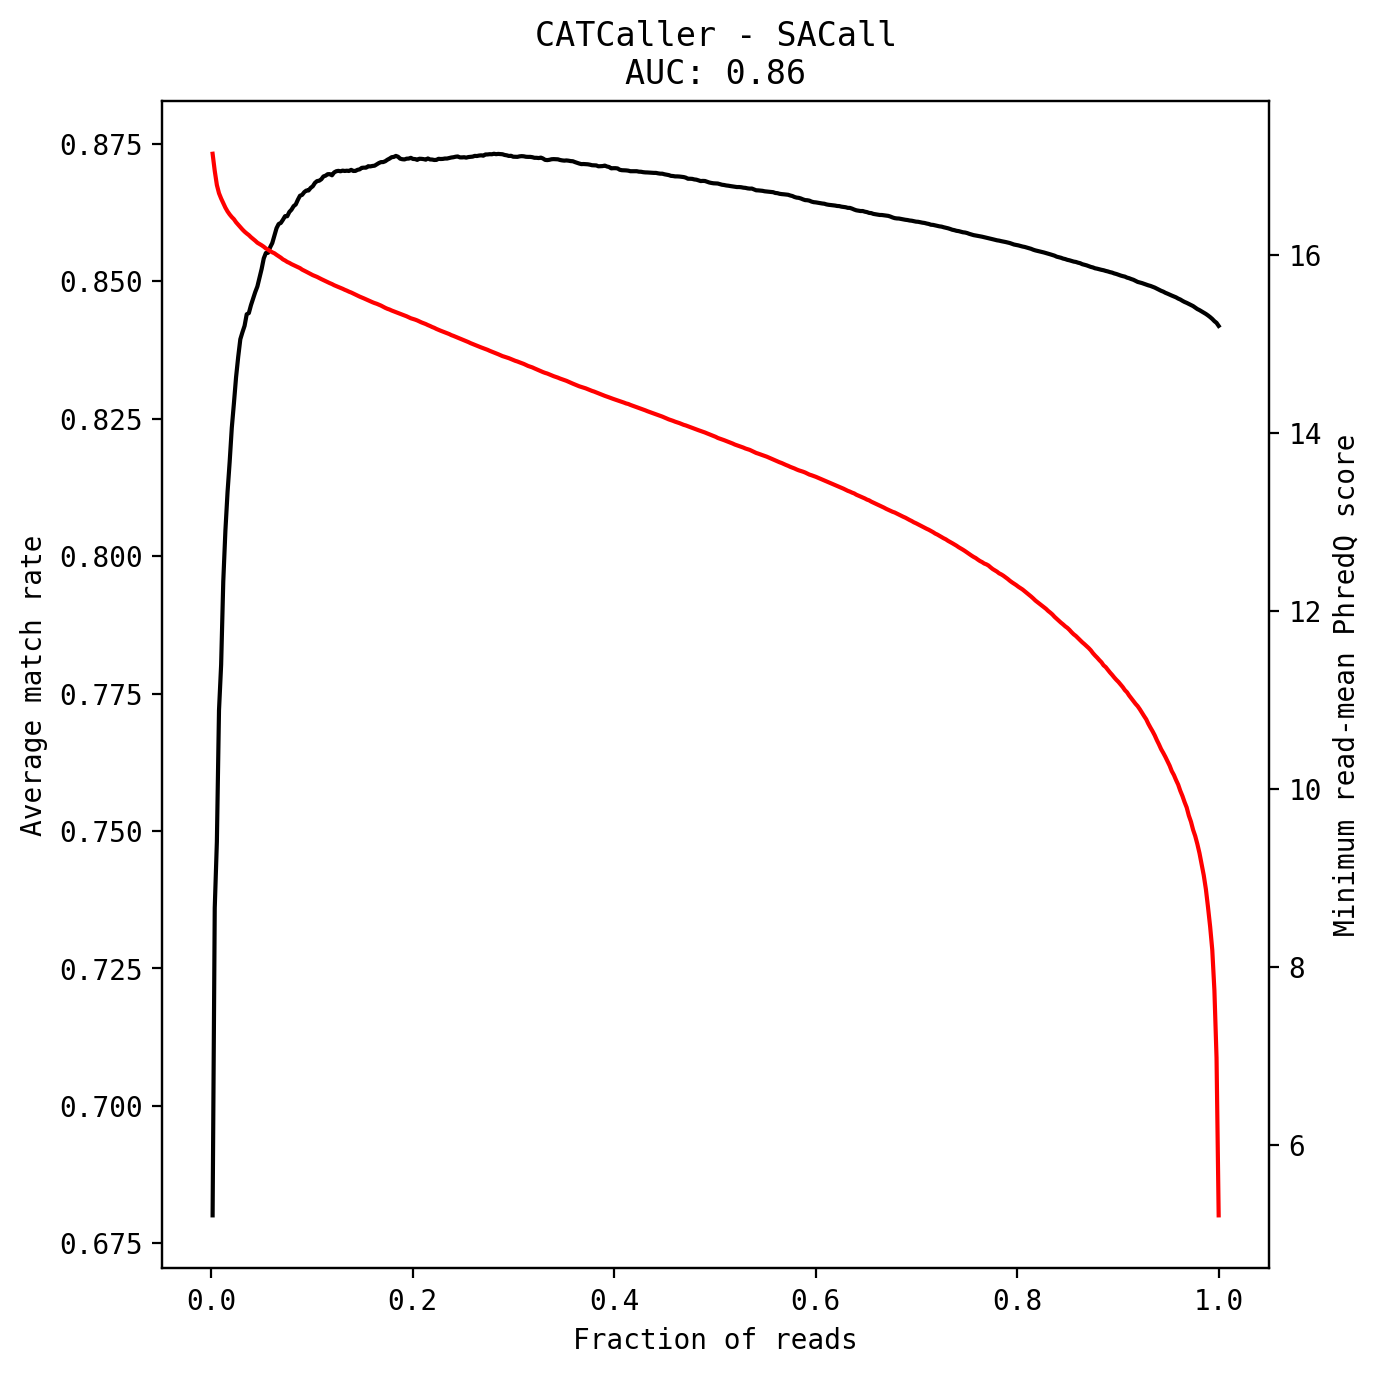 CATCaller - SACall
AUC: 0.86
0.875
0.850
0.825
0.800
0.775
0.750
0.725
0.700
0.675
Average match rate
16
14
12
10
8
6
Minimum read-mean PhredQ score
0.0 0.2 0.4 0.6 0.8 1.0
Fraction of reads